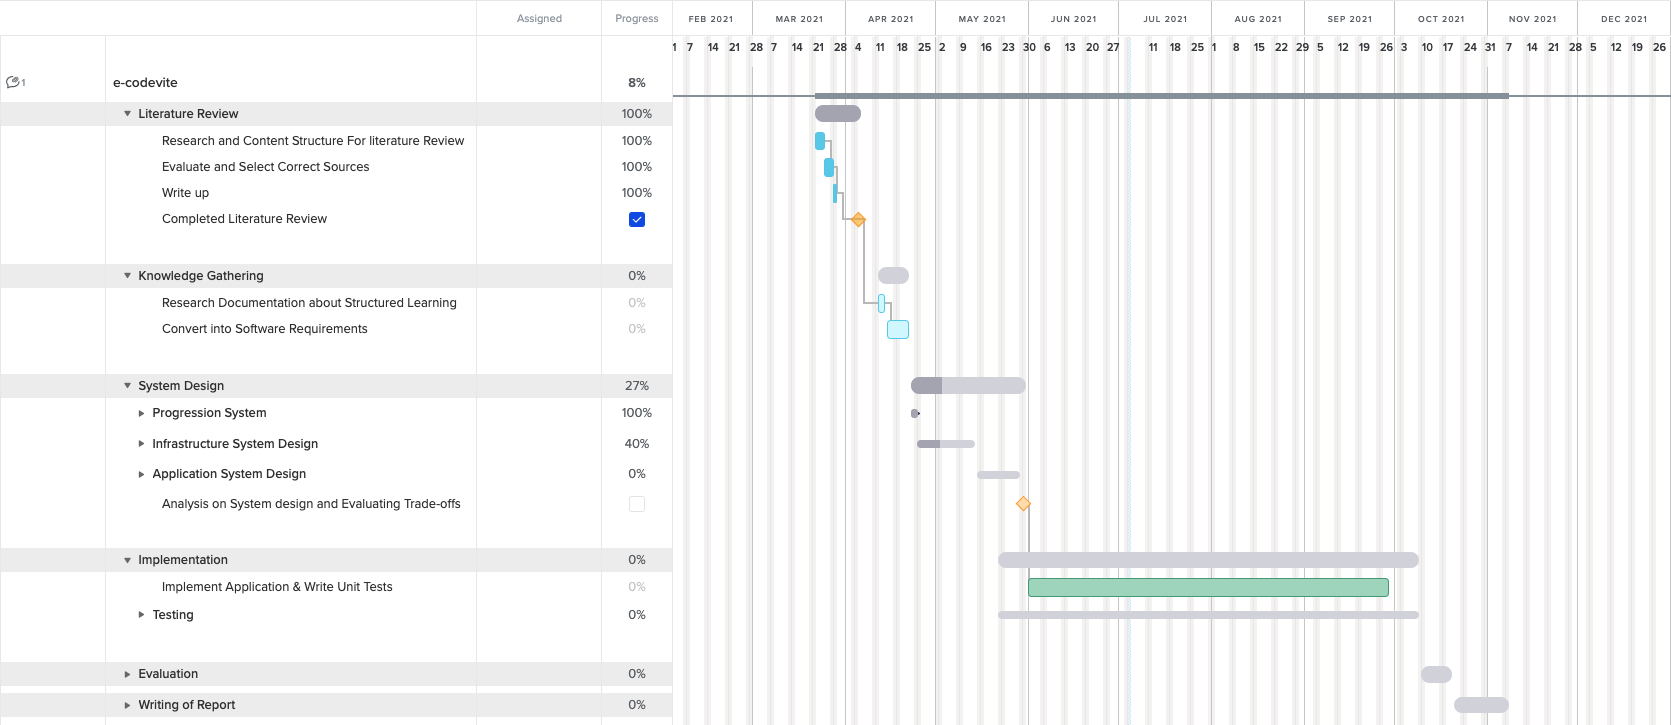 Assigned Progress FEB 2021 MAR 2021 APR 2021 MAY 2021 JUN 2021 JUL 2021 AUG 2021 SEP 2021 OCT 2021 NOV 2021 DEC 2021
1 7 14 21 28 7 14 21 28 4 11 18 25 2 9 16 23 30 6 13 20 27 11 18 25 1 8 15 22 29 5 12 19 26 3 10 17 24 31 7 14 21 28 5 12 19 26
1 e-codevite 8%
Literature Review 100%
Research and Content Structure For literature Review 100%
Evaluate and Select Correct Sources 100%
Write up 100%
Completed Literature Review
Knowledge Gathering 0%
Research Documentation about Structured Learning 0%
Convert into Software Requirements 0%
System Design 27%
Progression System 100%
Infrastructure System Design 40%
Application System Design 0%
Analysis on System design and Evaluating Trade-offs
Implementation 0%
Implement Application & Write Unit Tests 0%
Testing 0%
Evaluation 0%
Writing of Report 0%